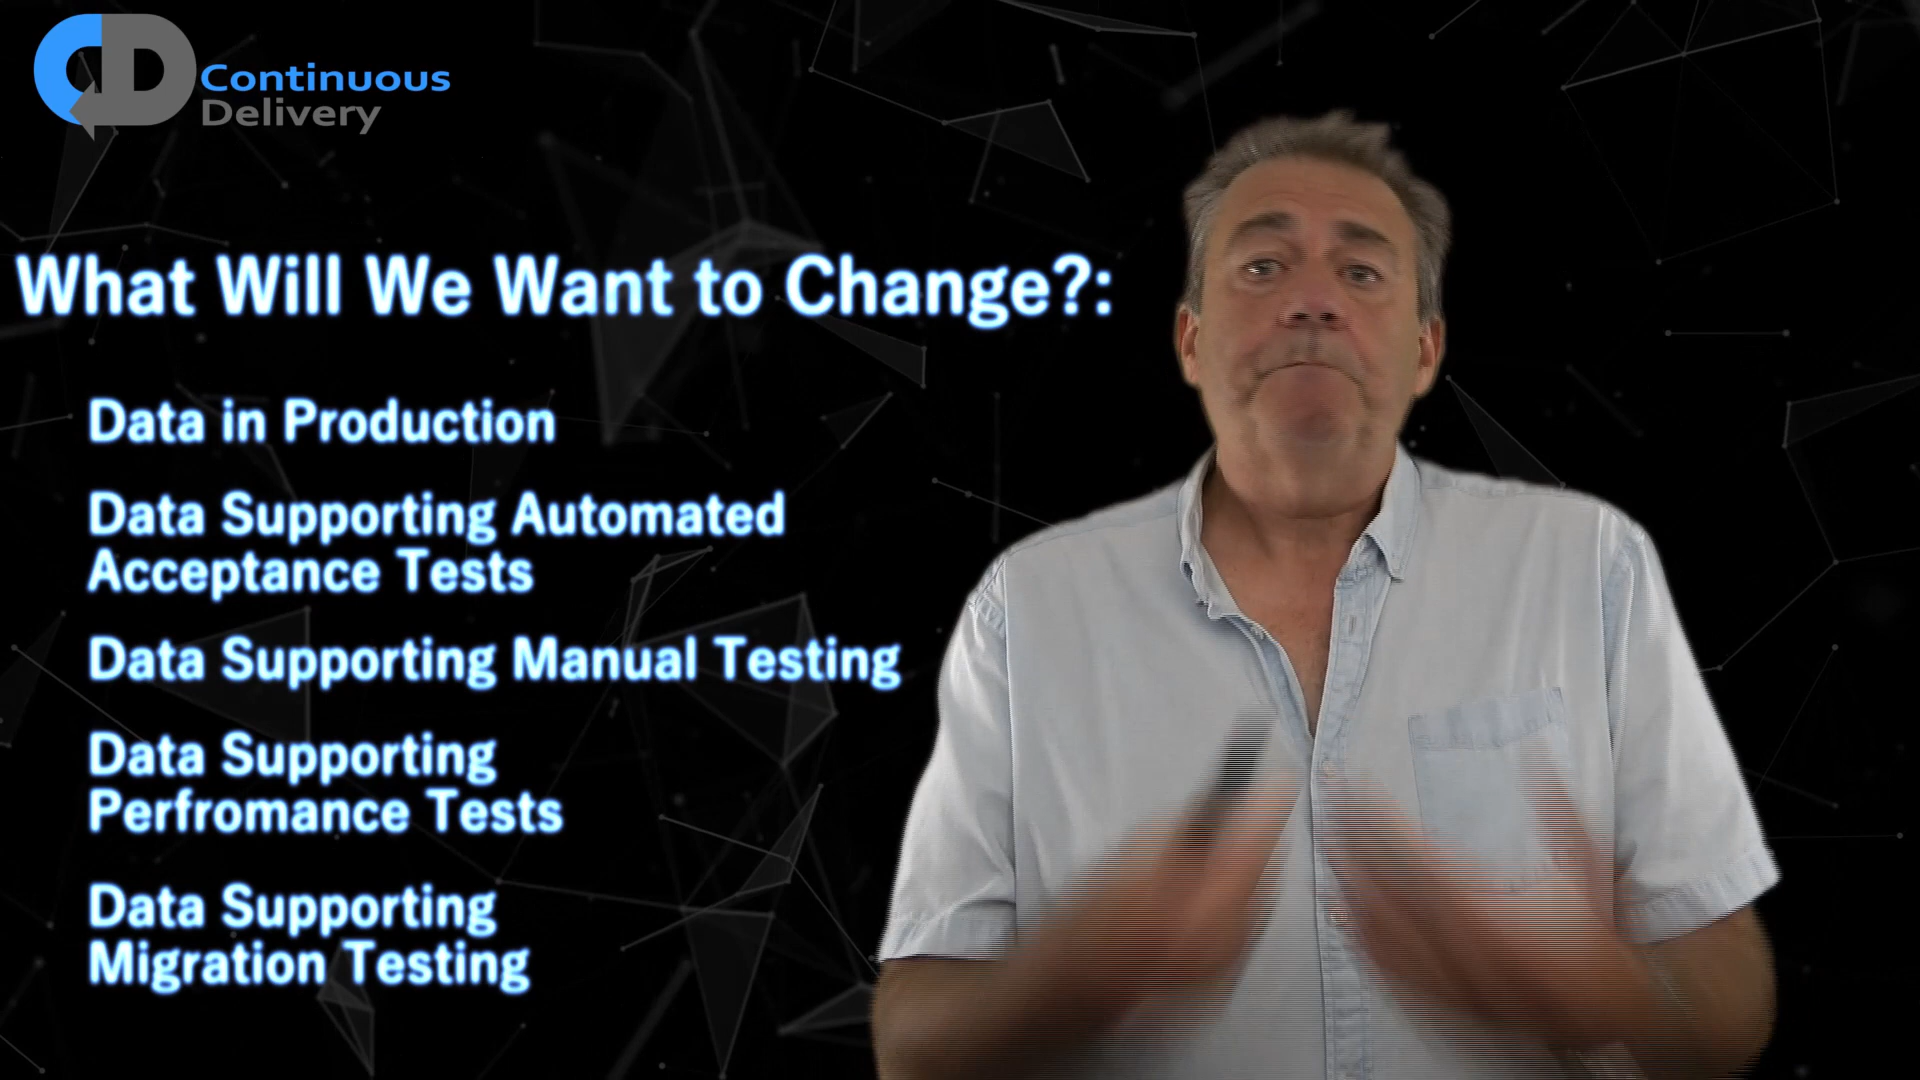 Continuous
Delivery
What Will We Want to Change?:
Data in Production
Data Supporting Automated
Acceptance Tests
Data Supporting Manual Testing
Data Supporting
Perfromance Tests
Data Supporting
Migration Testing